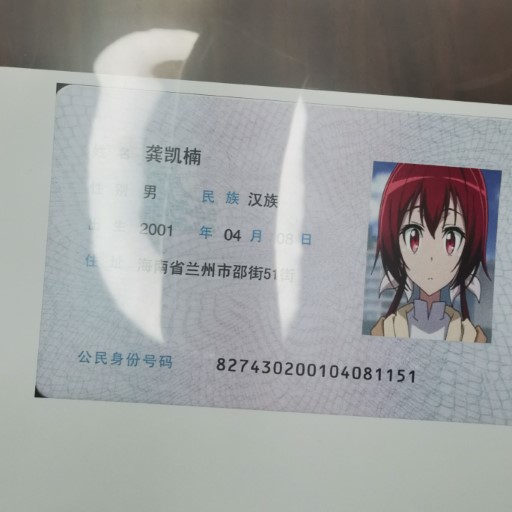 姓名 龚凯楠
性别 男 民族 汉族
出生 2001 年 04 月 08 日
住址 海南省兰州市邵街51街
公民身份号码 827430200104081151